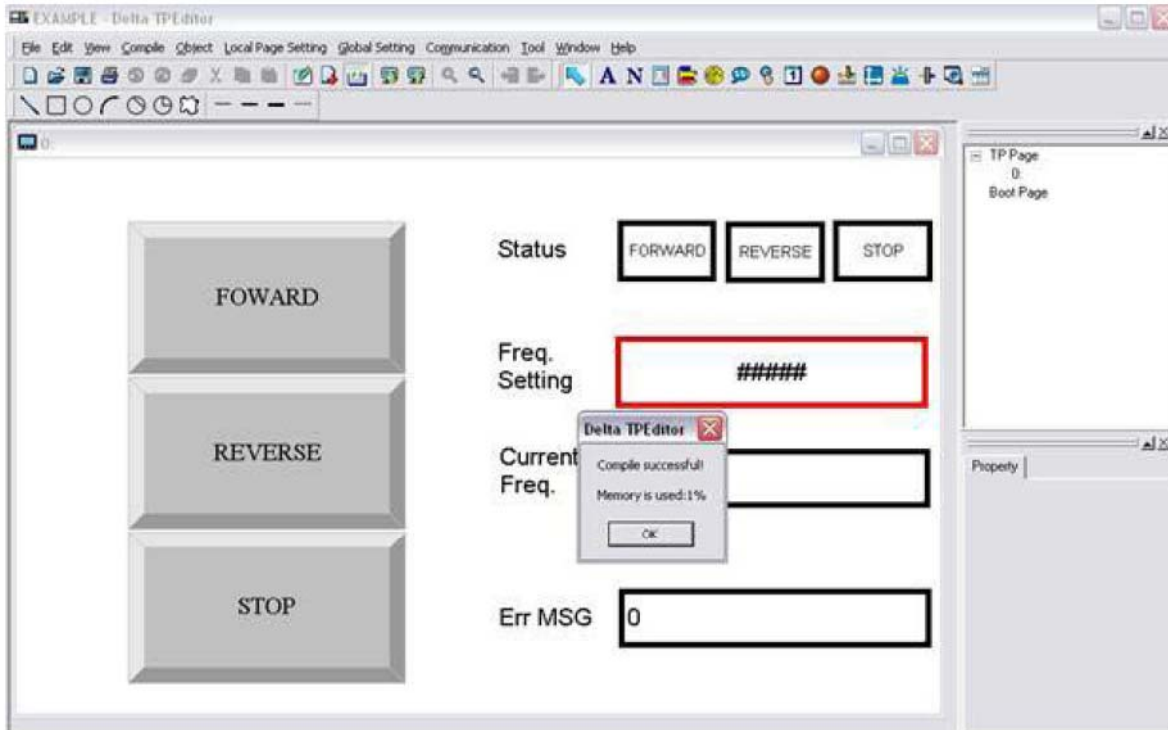 EXAMPLE - Delta TPEditor
File Edit View Compile Object Local Page Setting Global Setting Communication Tool Window Help
A N 1
0:
TP Page
0:
Boot Page
FOWARD
Status
FORWARD
REVERSE
STOP
Freq.
Setting
#####
REVERSE
Delta TPEditor
Compile successful!
Memory is used:1%
OK
Current
Freq.
Property
STOP
Err MSG
0